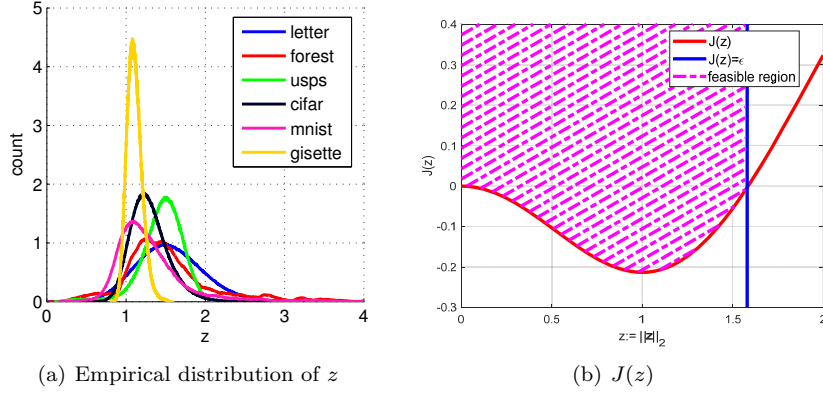 5
4
3
2
1
0
0
1
2
3
4
count
z
letter
forest
usps
cifar
mnist
gisette
(a) Empirical distribution of z
0.4
0.3
0.2
0.1
0
-0.1
-0.2
-0.3
0
0.5
1
1.5
2
J(z)
z:= ||z||2
J(z)
J(z)=ϵ
feasible region
(b) J(z)